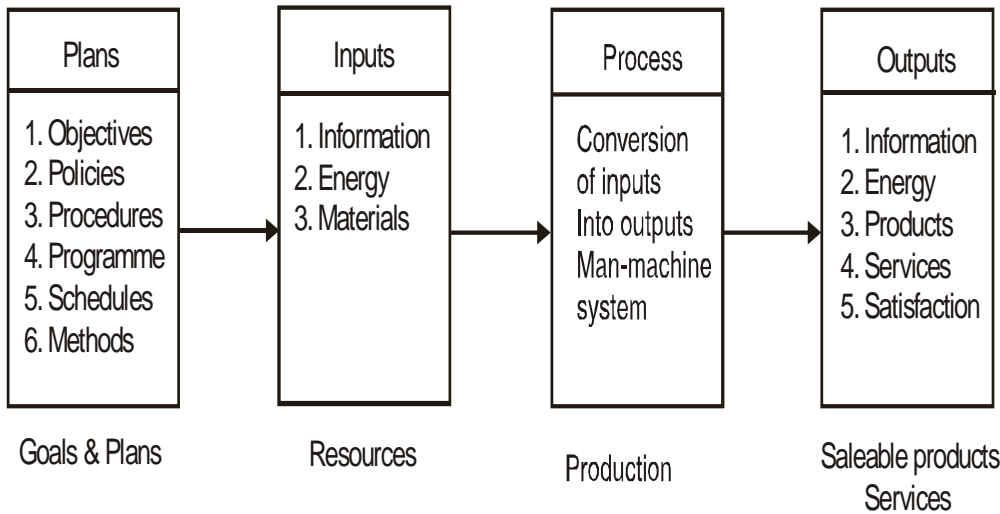 Plans
1. Objectives
2. Policies
3. Procedures
4. Programme
5. Schedules
6. Methods
Goals & Plans
Inputs
1. Information
2. Energy
3. Materials
Resources
Process
Conversion
of inputs
Into outputs
Man-machine
system
Production
Outputs
1. Information
2. Energy
3. Products
4. Services
5. Satisfaction
Saleable products
Services